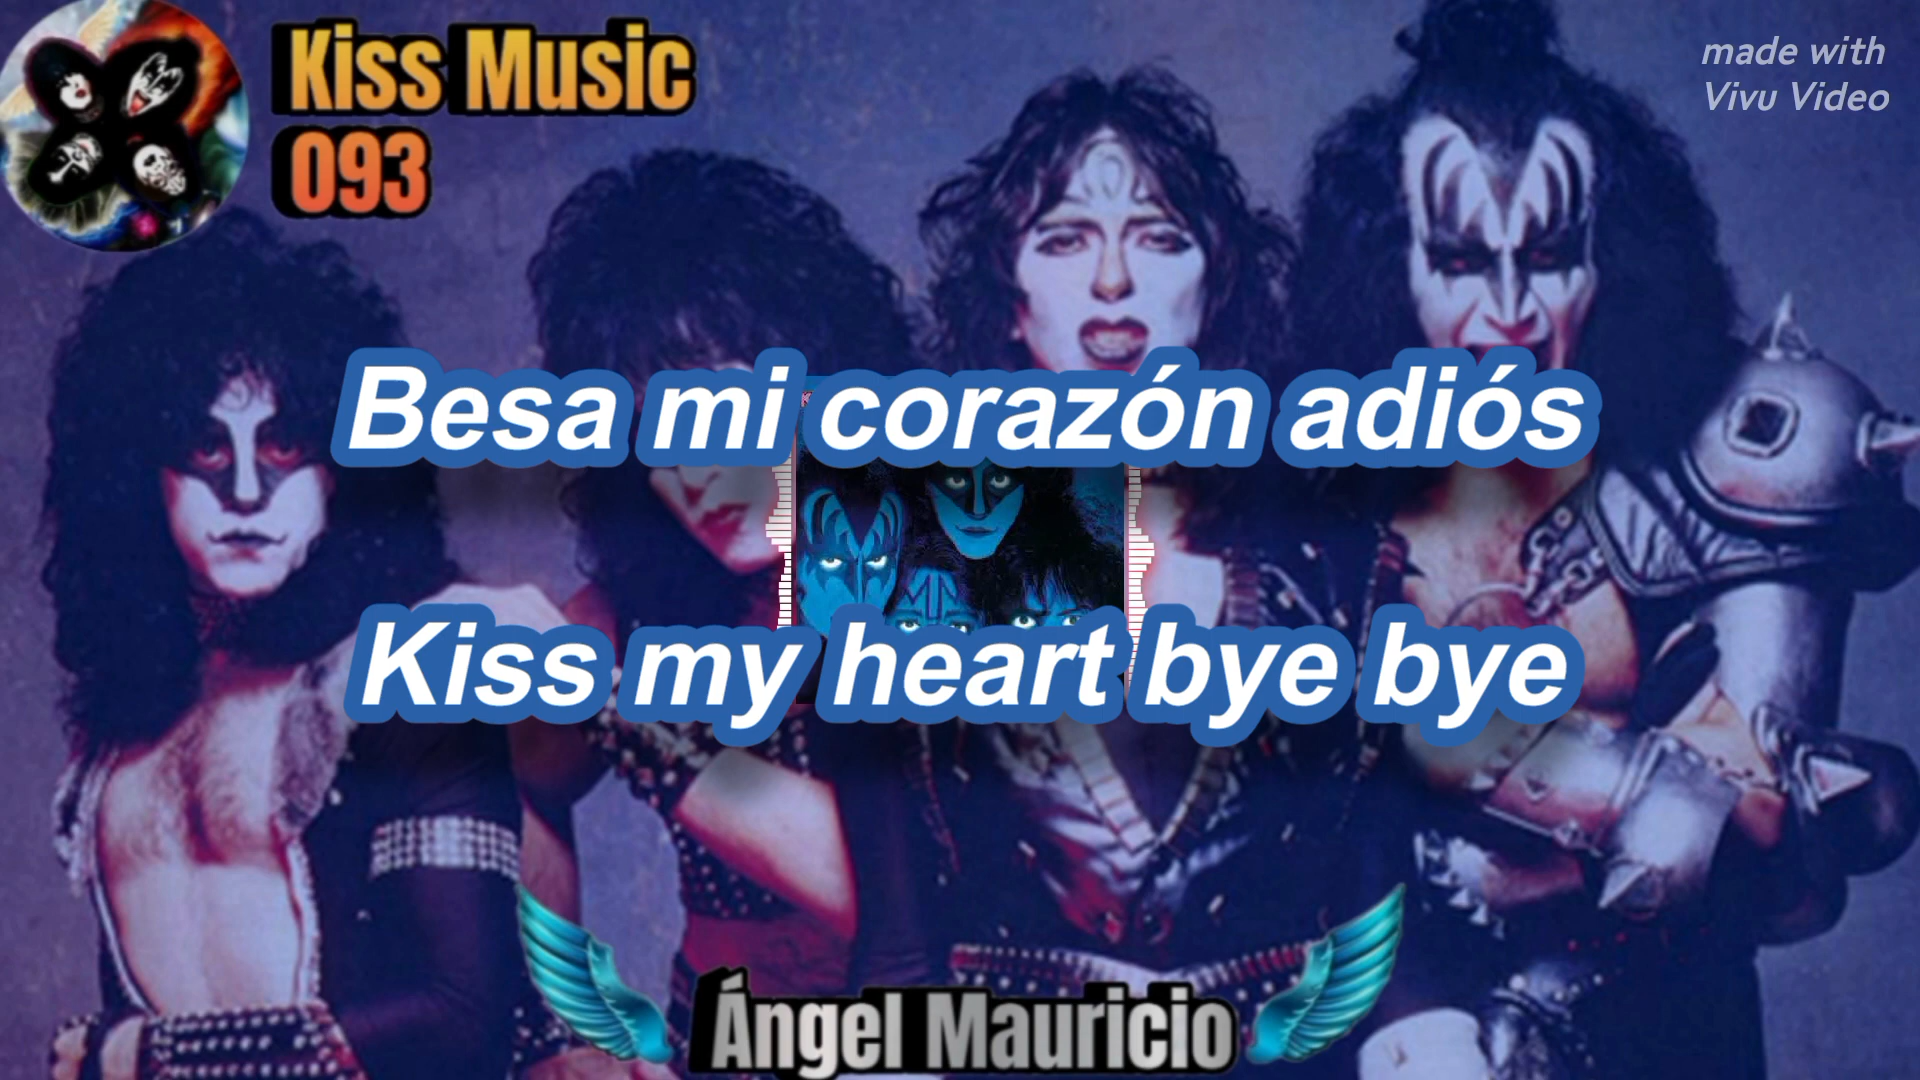 Kiss Music
093
made with
Vivu Video
Besa mi corazón adiós
Kiss my heart bye bye
Ángel Mauricio